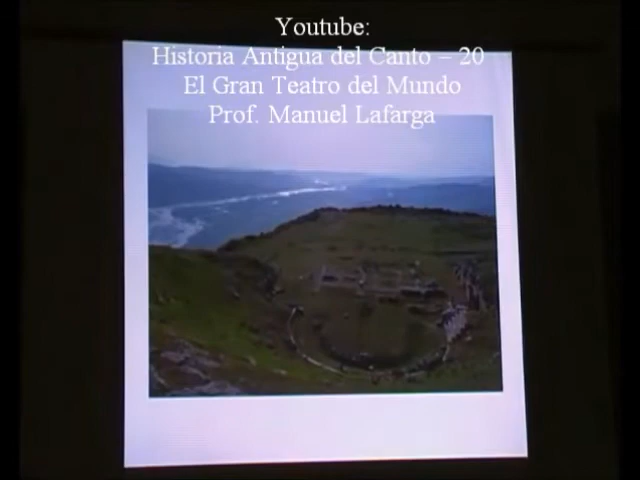 Youtube:
Historia Antigua del Canto – 20
El Gran Teatro del Mundo
Prof. Manuel Lafarga